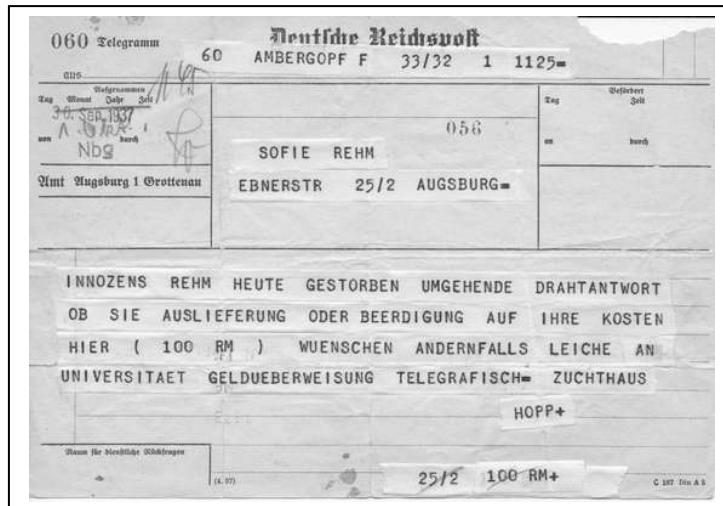 060 Telegramm
Deutsche Reichspost
60 AMBERGOPF F 33/32 1 1125=
aus
Aufgenommen
Tag Monat Jahr Zeit
30. Sep. 1937
von durch
Nbg
Amt Augsburg 1 Grottenau
056
SOFIE REHM
EBNERSTR 25/2 AUGSBURG=
Befördert
Tag Zeit
an durch
INNOZENS REHM HEUTE GESTORBEN UMGEHENDE DRAHTANTWORT
OB SIE AUSLIEFERUNG ODER BEERDIGUNG AUF IHRE KOSTEN
HIER ( 100 RM ) WUENSCHEN ANDERNFALLS LEICHE AN
UNIVERSITAET GELDUEBERWEISUNG TELEGRAFISCH= ZUCHTHAUS
HOPP+
Raum für dienstliche Rückfragen
25/2 100 RM+
C 187 Din A 5